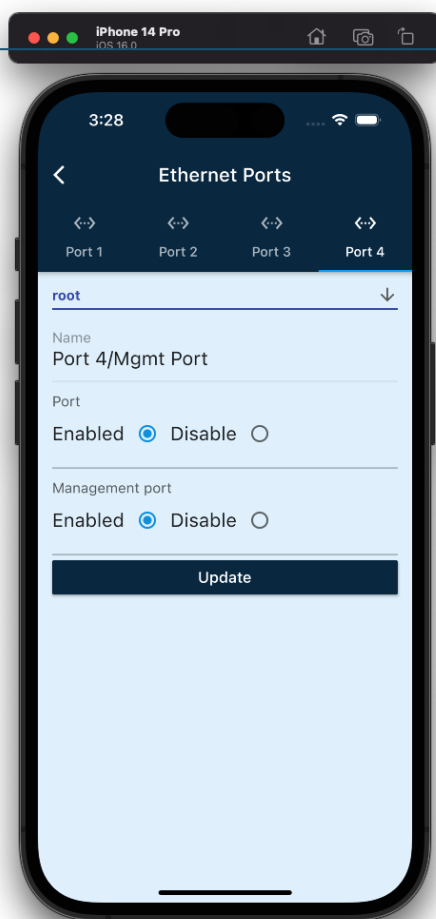 iPhone 14 Pro
iOS 16.0
3:28
Ethernet Ports
Port 1 Port 2 Port 3 Port 4
root
Name
Port 4/Mgmt Port
Port
Enabled Disable
Management port
Enabled Disable
Update